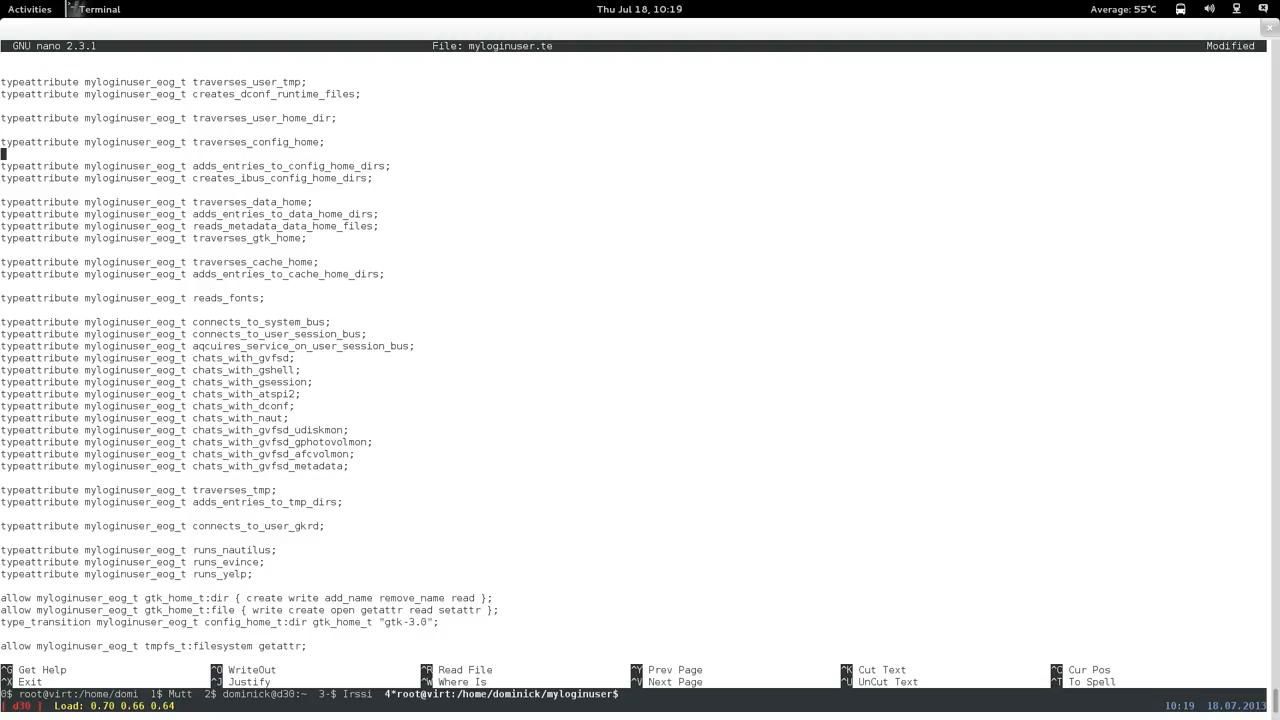 Activities Terminal Thu Jul 18, 10:19 Average: 55°C
GNU nano 2.3.1 File: myloginuser.te Modified
typeattribute myloginuser_eog_t traverses_user_tmp;
typeattribute myloginuser_eog_t creates_dconf_runtime_files;
typeattribute myloginuser_eog_t traverses_user_home_dir;
typeattribute myloginuser_eog_t traverses_config_home;
typeattribute myloginuser_eog_t adds_entries_to_config_home_dirs;
typeattribute myloginuser_eog_t creates_ibus_config_home_dirs;
typeattribute myloginuser_eog_t traverses_data_home;
typeattribute myloginuser_eog_t adds_entries_to_data_home_dirs;
typeattribute myloginuser_eog_t reads_metadata_data_home_files;
typeattribute myloginuser_eog_t traverses_gtk_home;
typeattribute myloginuser_eog_t traverses_cache_home;
typeattribute myloginuser_eog_t adds_entries_to_cache_home_dirs;
typeattribute myloginuser_eog_t reads_fonts;
typeattribute myloginuser_eog_t connects_to_system_bus;
typeattribute myloginuser_eog_t connects_to_user_session_bus;
typeattribute myloginuser_eog_t aqcuires_service_on_user_session_bus;
typeattribute myloginuser_eog_t chats_with_gvfsd;
typeattribute myloginuser_eog_t chats_with_gshell;
typeattribute myloginuser_eog_t chats_with_gsession;
typeattribute myloginuser_eog_t chats_with_atspi2;
typeattribute myloginuser_eog_t chats_with_dconf;
typeattribute myloginuser_eog_t chats_with_naut;
typeattribute myloginuser_eog_t chats_with_gvfsd_udiskmon;
typeattribute myloginuser_eog_t chats_with_gvfsd_gphotovolmon;
typeattribute myloginuser_eog_t chats_with_gvfsd_afcvolmon;
typeattribute myloginuser_eog_t chats_with_gvfsd_metadata;
typeattribute myloginuser_eog_t traverses_tmp;
typeattribute myloginuser_eog_t adds_entries_to_tmp_dirs;
typeattribute myloginuser_eog_t connects_to_user_gkrd;
typeattribute myloginuser_eog_t runs_nautilus;
typeattribute myloginuser_eog_t runs_evince;
typeattribute myloginuser_eog_t runs_yelp;
allow myloginuser_eog_t gtk_home_t:dir { create write add_name remove_name read };
allow myloginuser_eog_t gtk_home_t:file { write create open getattr read setattr };
type_transition myloginuser_eog_t config_home_t:dir gtk_home_t "gtk-3.0";
allow myloginuser_eog_t tmpfs_t:filesystem getattr;
^G Get Help ^O WriteOut ^R Read File ^Y Prev Page ^K Cut Text ^C Cur Pos
^X Exit ^J Justify ^W Where Is ^V Next Page ^U UnCut Text ^T To Spell
0$ root@virt:/home/domi 1$ Mutt 2$ dominick@d30:~ 3-$ Irssi 4*root@virt:/home/dominick/myloginuser$
[ d30 ] Load: 0.70 0.66 0.64 10:19 18.07.2013